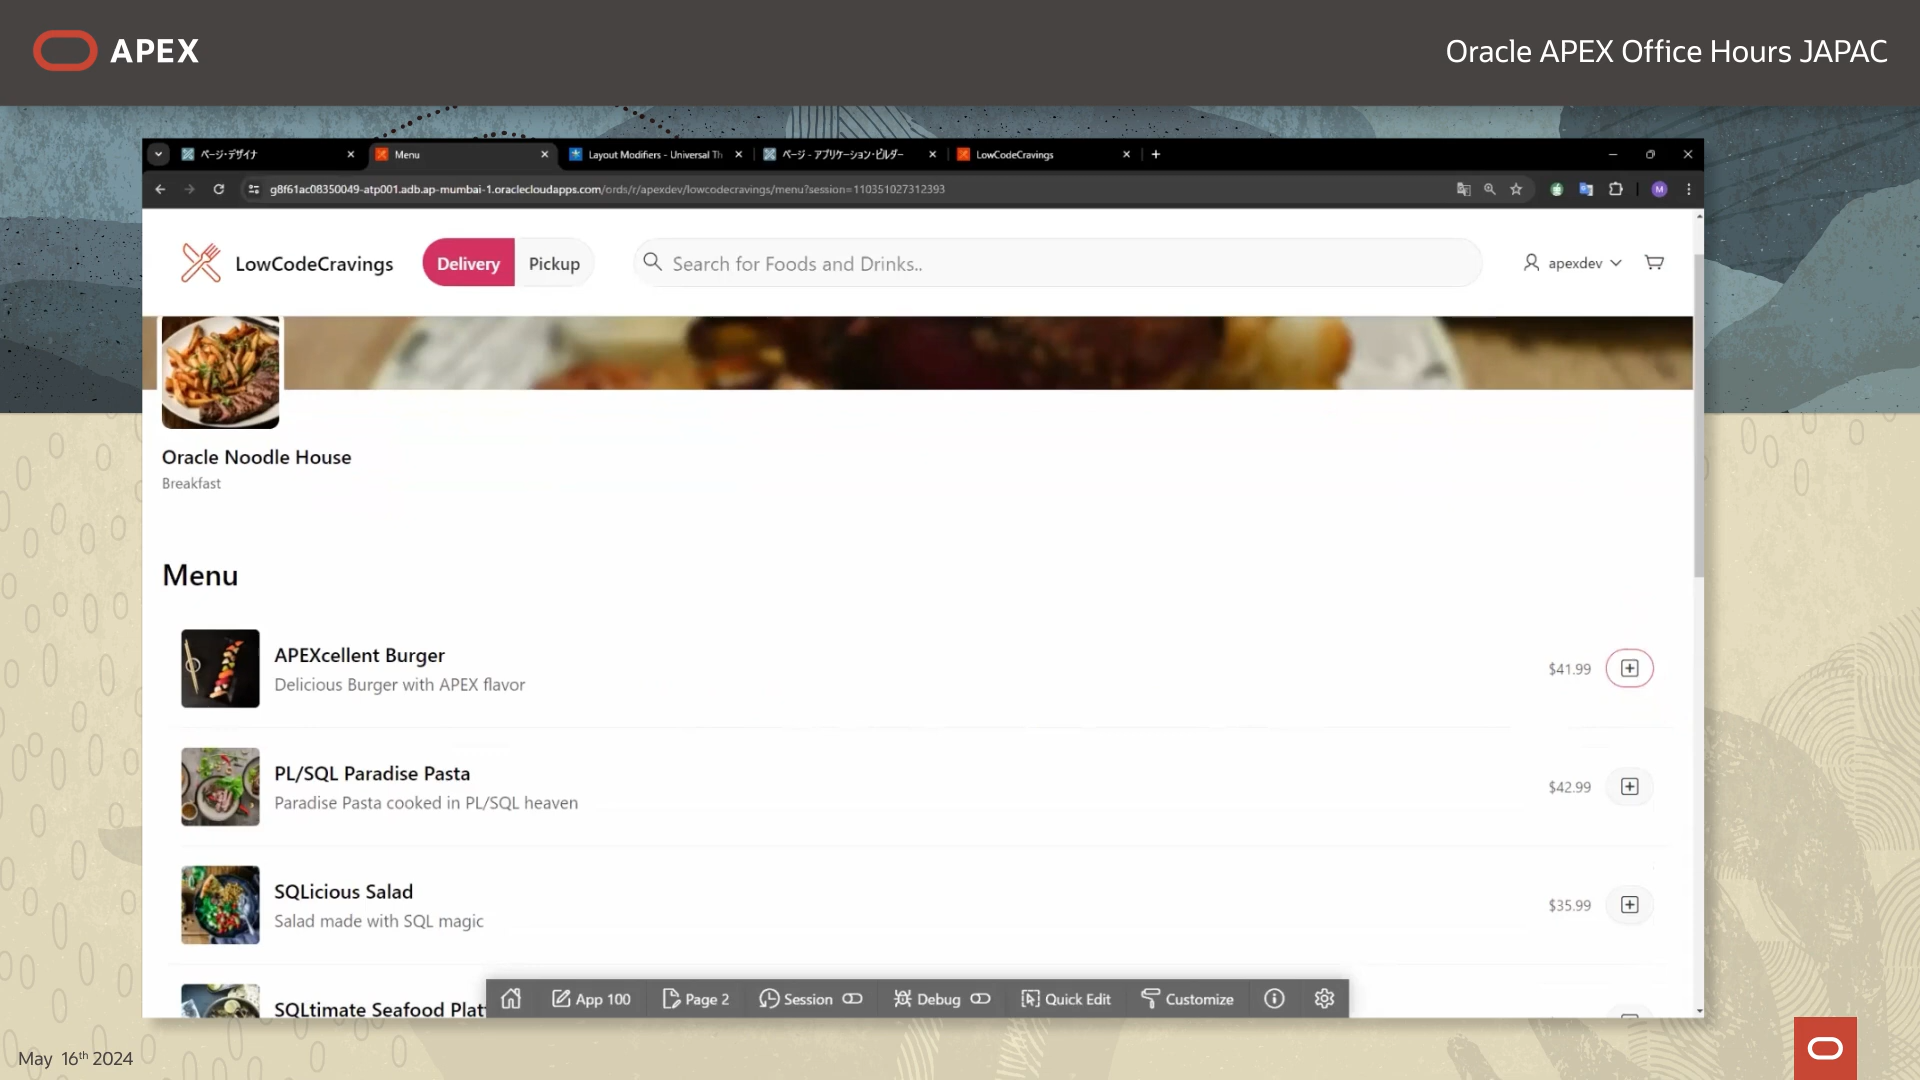 APEX
Oracle APEX Office Hours JAPAC
ページ・デザイナ
Menu
Layout Modifiers - Universal Th
ページ - アプリケーション・ビルダー
LowCodeCravings
g8f61ac08350049-atp001.adb.ap-mumbai-1.oraclecloudapps.com/ords/r/apexdev/lowcodecravings/menu?session=110351027312393
M
LowCodeCravings
Delivery
Pickup
Search for Foods and Drinks..
apexdev
Oracle Noodle House
Breakfast
Menu
APEXcellent Burger
Delicious Burger with APEX flavor
$41.99
PL/SQL Paradise Pasta
Paradise Pasta cooked in PL/SQL heaven
$42.99
SQLicious Salad
Salad made with SQL magic
$35.99
SQLtimate Seafood Plat
App 100
Page 2
Session
Debug
Quick Edit
Customize
May 16th 2024